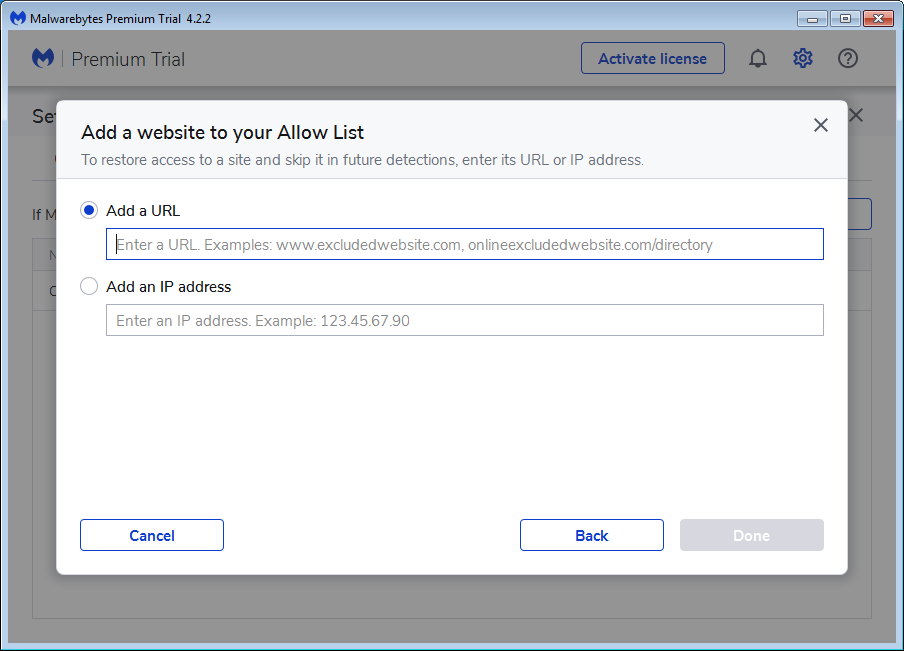 Malwarebytes Premium Trial 4.2.2
Premium Trial
Activate license
Add a website to your Allow List
To restore access to a site and skip it in future detections, enter its URL or IP address.
Add a URL
Enter a URL. Examples: www.excludedwebsite.com, onlineexcludedwebsite.com/directory
If M
Add an IP address
Enter an IP address. Example: 123.45.67.90
Cancel
Back
Done